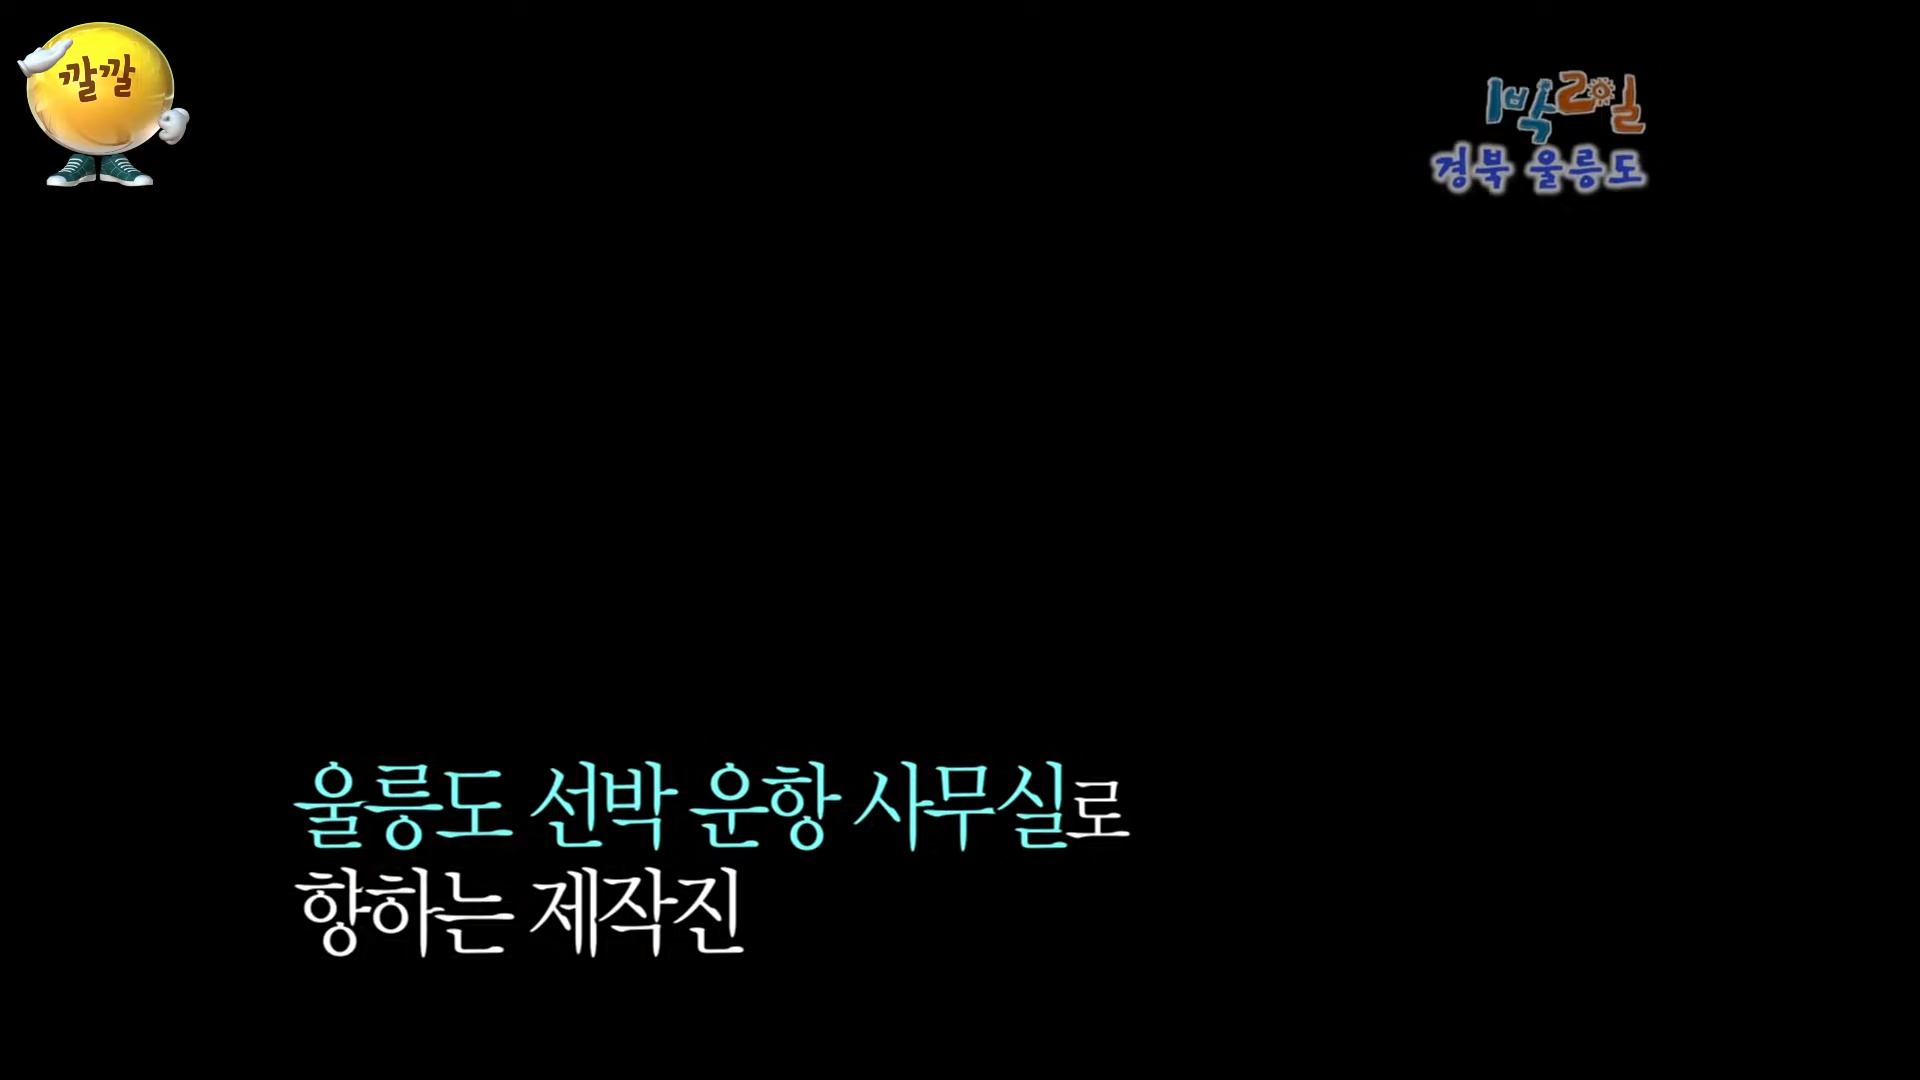 깔깔
1박2일
경북 울릉도
울릉도 선박 운항 사무실로
향하는 제작진